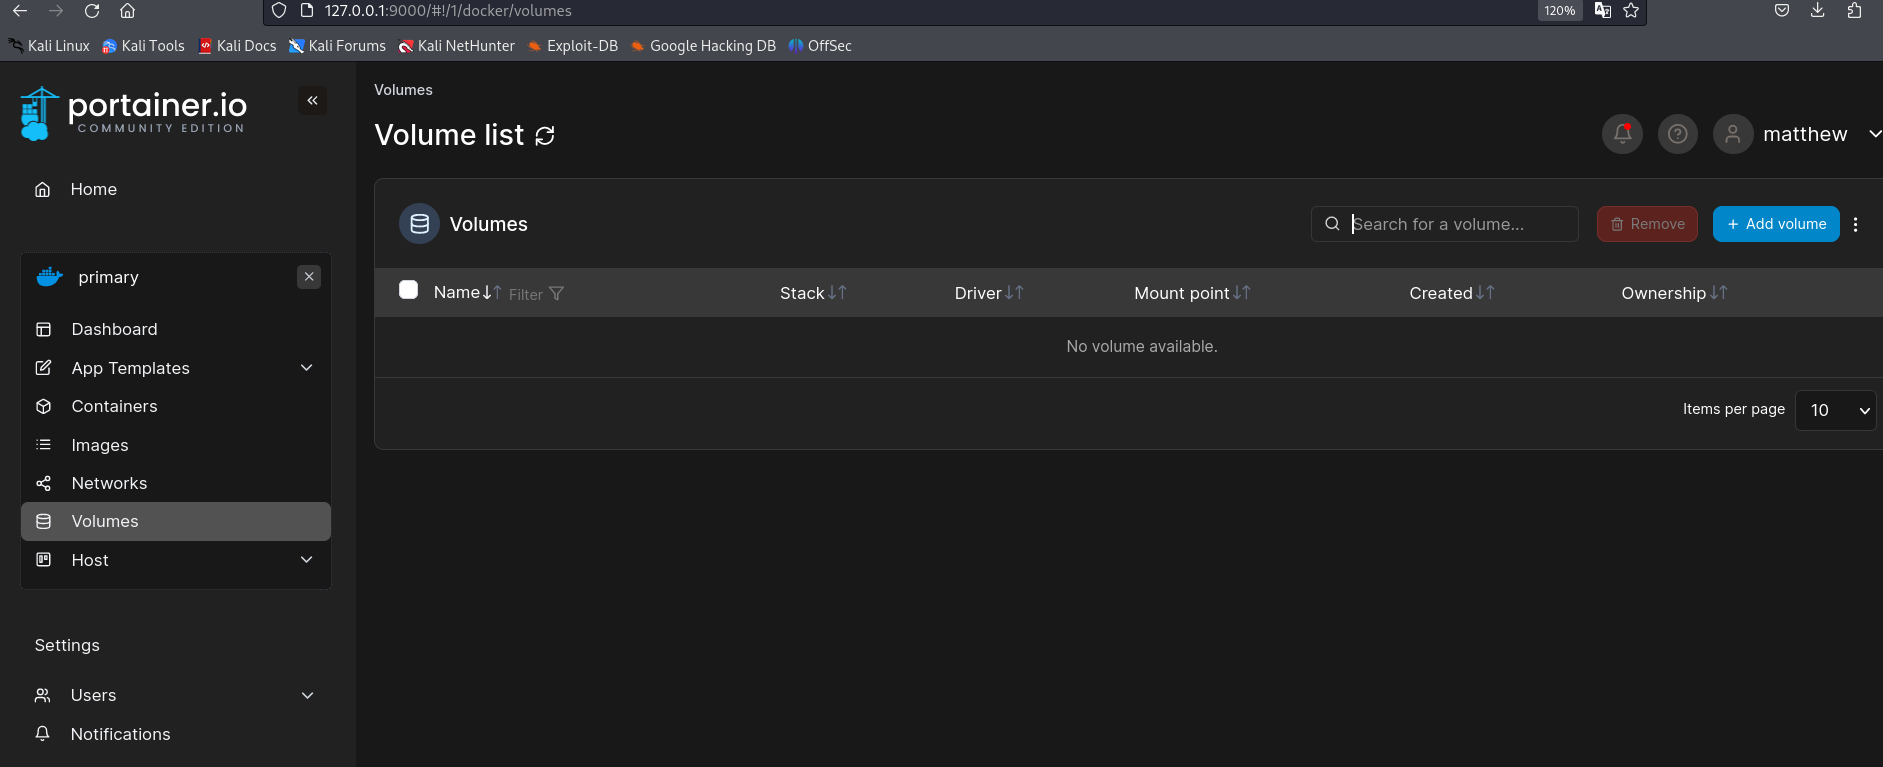 127.0.0.1:9000/#!/1/docker/volumes 120%
Kali Linux Kali Tools Kali Docs Kali Forums Kali NetHunter Exploit-DB Google Hacking DB OffSec
portainer.io
COMMUNITY EDITION
Home
primary
Dashboard
App Templates
Containers
Images
Networks
Volumes
Host
Settings
Users
Notifications
Volumes
Volume list
matthew
Volumes
Search for a volume... Remove + Add volume
Name Filter Stack Driver Mount point Created Ownership
No volume available.
Items per page 10